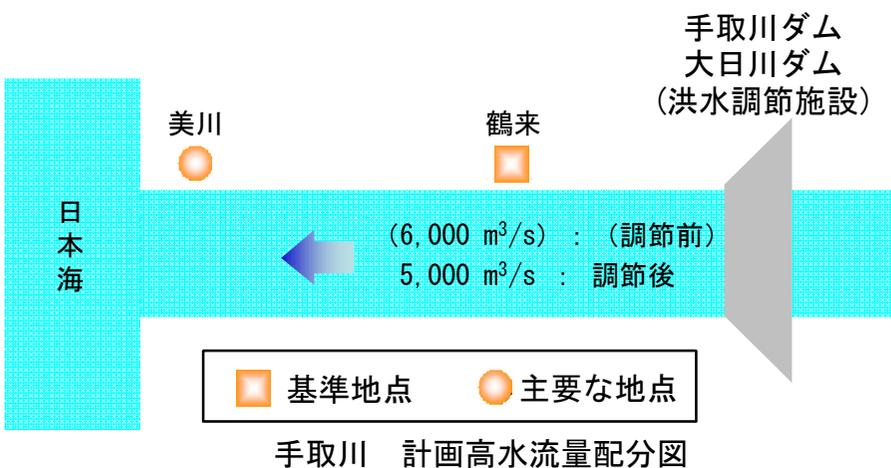 手取川ダム
大日川ダム
(洪水調節施設)
美川
鶴来
日本海
(6,000 m³/s) : (調節前)
5,000 m³/s : 調節後
基準地点
主要な地点
手取川 計画高水流量配分図